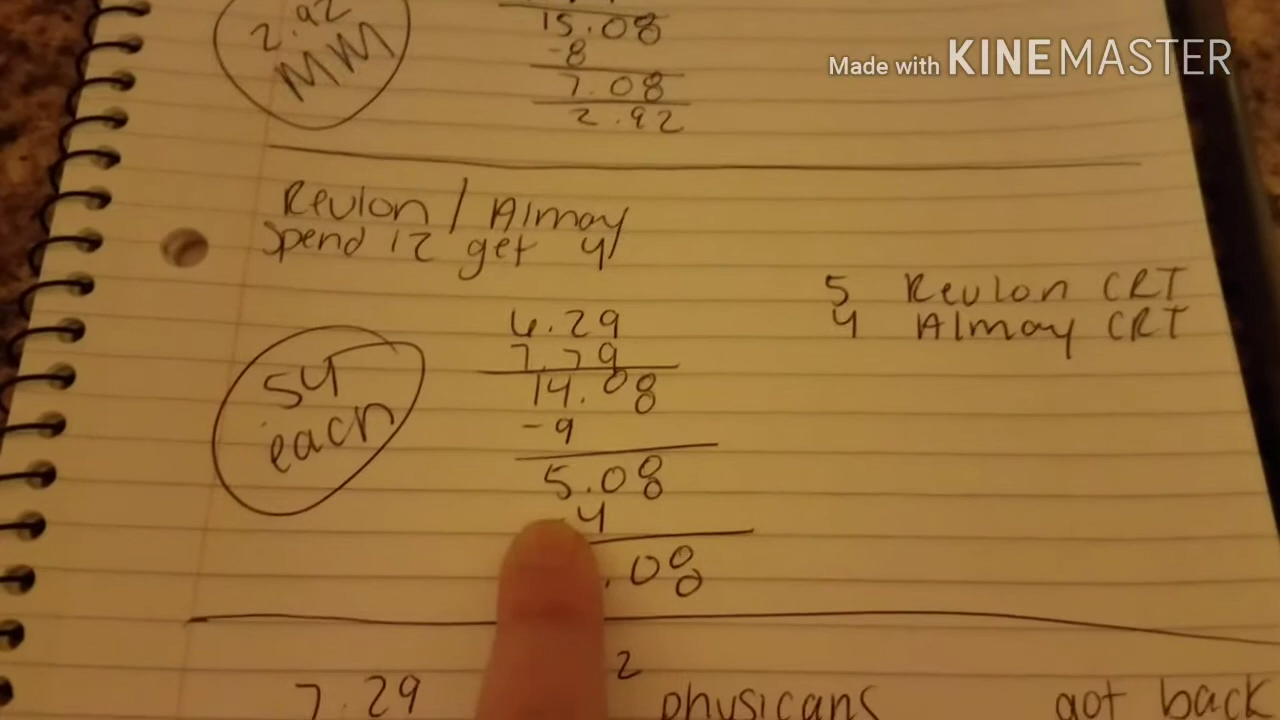 2.92
MM
15.08
-8
7.08
2.92
Made with KINEMASTER
Revlon / Almay
Spend 12 get 4
5 Revlon CRT
4 Almay CRT
6.29
7.79
14.08
-9
5.08
4
.08
54
each
7.29
2
physicans
got back